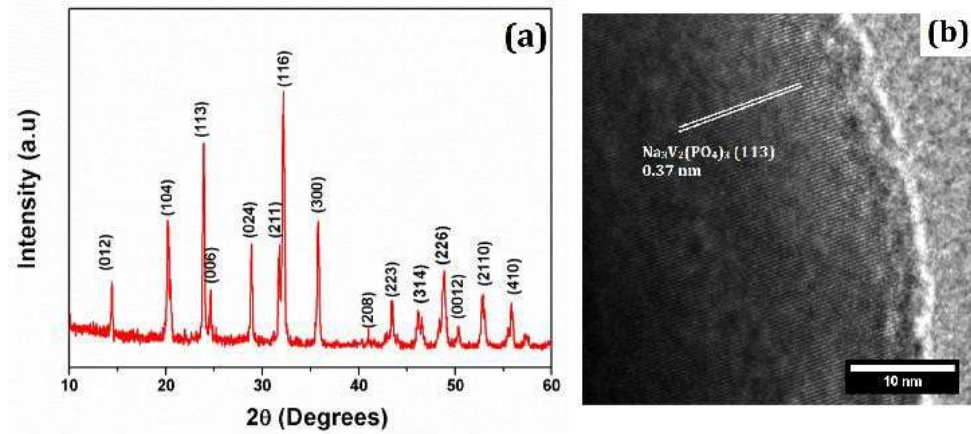 (a)
Intensity (a.u)
(012)
(104)
(113)
(006)
(024)
(211)
(116)
(300)
(208)
(223)
(314)
(226)
(0012)
(2110)
(410)
10 20 30 40 50 60
2θ (Degrees)
(b)
Na₃V₂(PO₄)₃ (113)
0.37 nm
10 nm